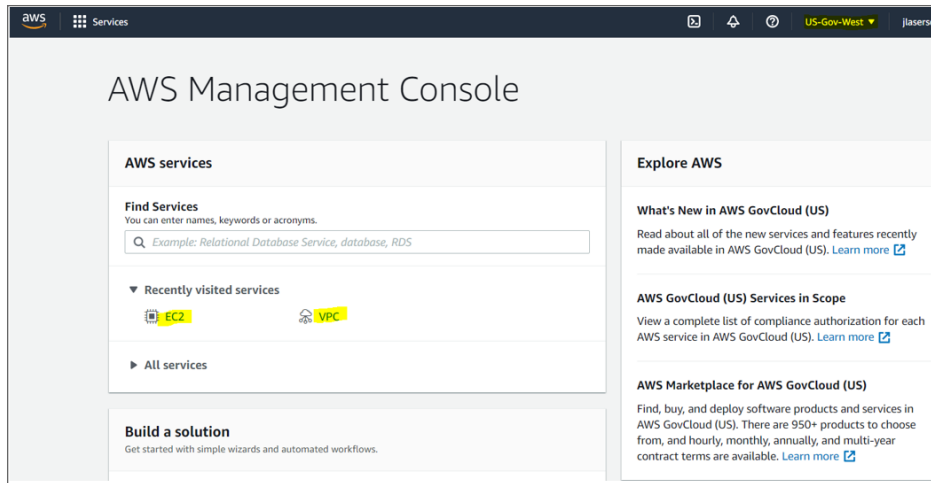 aws
Services
US-Gov-West ▼
AWS Management Console
AWS services
Find Services
You can enter names, keywords or acronyms.
Example: Relational Database Service, database, RDS
▼ Recently visited services
EC2
VPC
▶ All services
Build a solution
Get started with simple wizards and automated workflows.
Explore AWS
What's New in AWS GovCloud (US)
Read about all of the new services and features recently
made available in AWS GovCloud (US). Learn more
AWS GovCloud (US) Services in Scope
View a complete list of compliance authorization for each
AWS service in AWS GovCloud (US). Learn more
AWS Marketplace for AWS GovCloud (US)
Find, buy, and deploy software products and services in
AWS GovCloud (US). There are 950+ products to choose
from, and hourly, monthly, annually, and multi-year
contract terms are available. Learn more